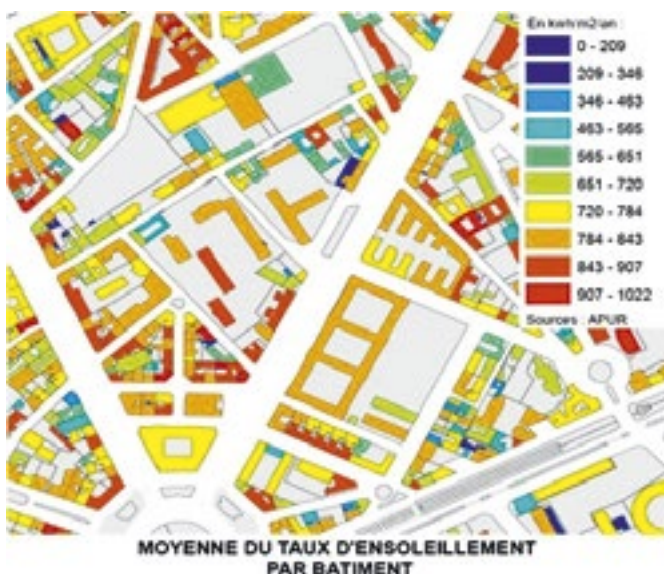 En kwh/m2/an :
0 - 209
209 - 346
346 - 463
463 - 565
565 - 651
651 - 720
720 - 784
784 - 843
843 - 907
907 - 1022
Sources : APUR
MOYENNE DU TAUX D'ENSOLEILLEMENT
PAR BATIMENT